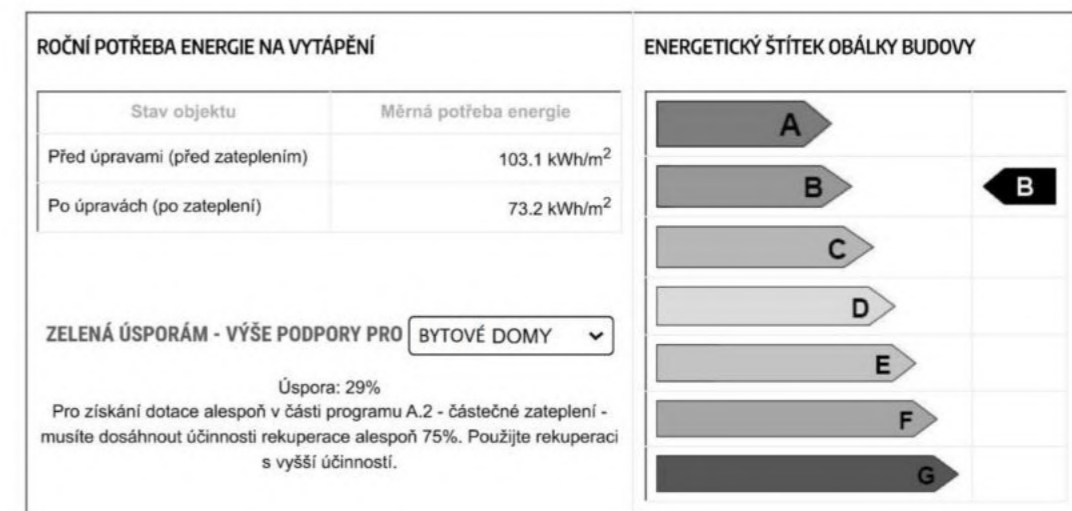 ROČNÍ POTŘEBA ENERGIE NA VYTÁPĚNÍ
Stav objektu Měrná potřeba energie
Před úpravami (před zateplením) 103.1 kWh/m²
Po úpravách (po zateplení) 73.2 kWh/m²
ZELENÁ ÚSPORÁM - VÝŠE PODPORY PRO BYTOVÉ DOMY
Úspora: 29%
Pro získání dotace alespoň v části programu A.2 - částečné zateplení -
musíte dosáhnout účinnosti rekuperace alespoň 75%. Použijte rekuperaci
s vyšší účinností.
ENERGETICKÝ ŠTÍTEK OBÁLKY BUDOVY
A
B B
C
D
E
F
G